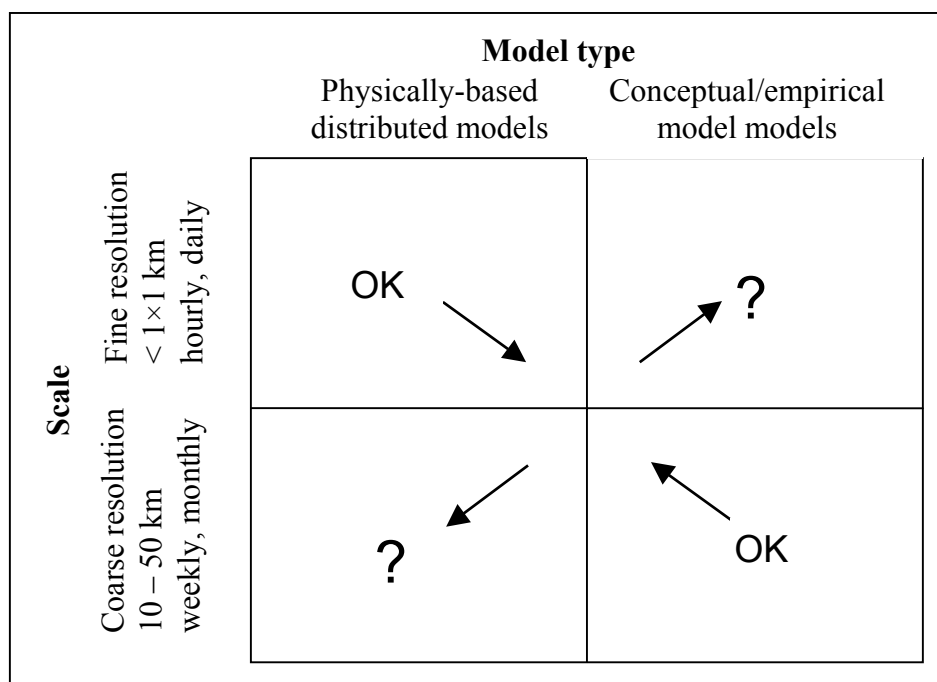 Model type
Physically-based
distributed models
Conceptual/empirical
model models
Scale
Fine resolution
< 1×1 km
hourly, daily
OK
?
Coarse resolution
10 – 50 km
weekly, monthly
?
OK